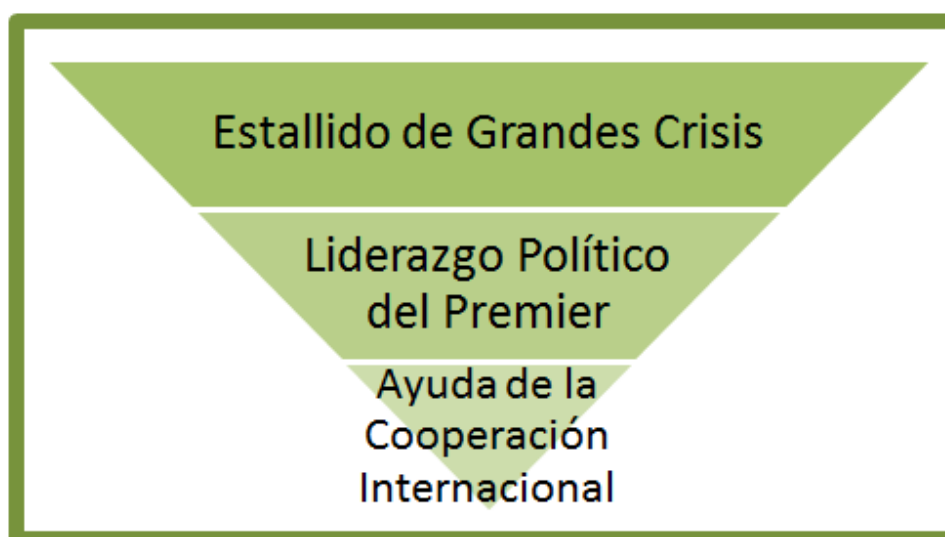 Estallido de Grandes Crisis
Liderazgo Político
del Premier
Ayuda de la
Cooperación
Internacional